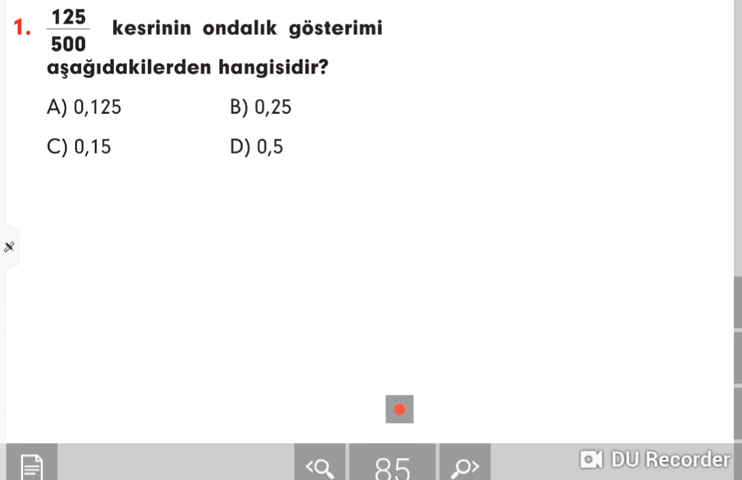 1. 125/500 kesrinin ondalık gösterimi
aşağıdakilerden hangisidir?
A) 0,125 B) 0,25
C) 0,15 D) 0,5
85
DU Recorder